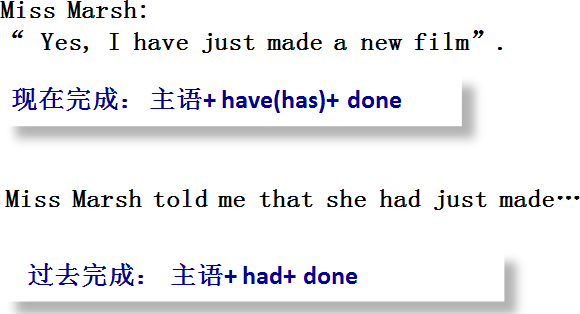 Miss Marsh:
“ Yes, I have just made a new film”.
现在完成： 主语+ have(has)+ done
Miss Marsh told me that she had just made…
过去完成： 主语+ had+ done